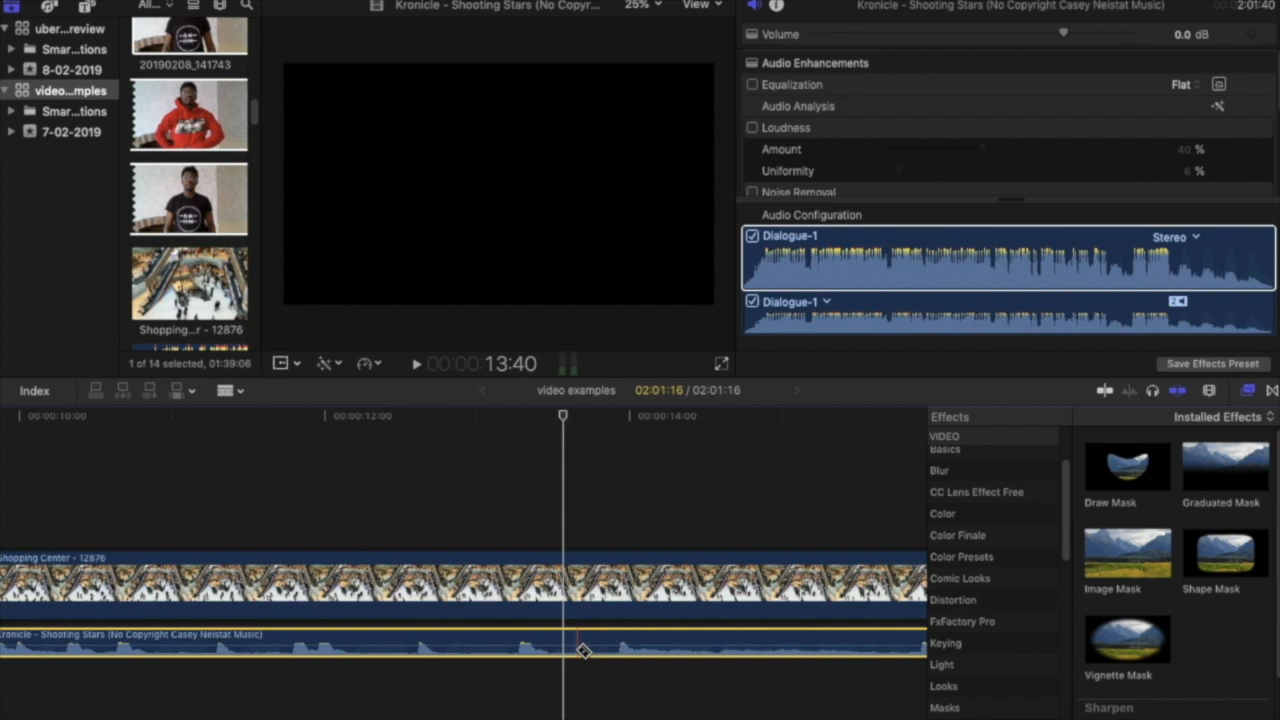 All...
Kronicle - Shooting Stars (No Copyr...
25%
View
Kronicle - Shooting Stars (No Copyright Casey Neistat Music)
2:01:40
uber...review
Smar...tions
8-02-2019
video...mples
Smar...tions
7-02-2019
20190208_141743
Shopping...r - 12876
1 of 14 selected, 01:39:06
00:00:13:40
Volume
0.0 dB
Audio Enhancements
Equalization
Flat
Audio Analysis
Loudness
Amount
40 %
Uniformity
6 %
Noise Removal
Audio Configuration
Dialogue-1
Stereo
Dialogue-1
2
Save Effects Preset
Index
video examples
02:01:16 / 02:01:16
00:00:10:00
00:00:12:00
00:00:14:00
Shopping Center - 12876
Kronicle - Shooting Stars (No Copyright Casey Neistat Music)
Effects
Installed Effects
VIDEO
Basics
Blur
CC Lens Effect Free
Color
Color Finale
Color Presets
Comic Looks
Distortion
FxFactory Pro
Keying
Light
Looks
Masks
Draw Mask
Graduated Mask
Image Mask
Shape Mask
Vignette Mask
Sharpen